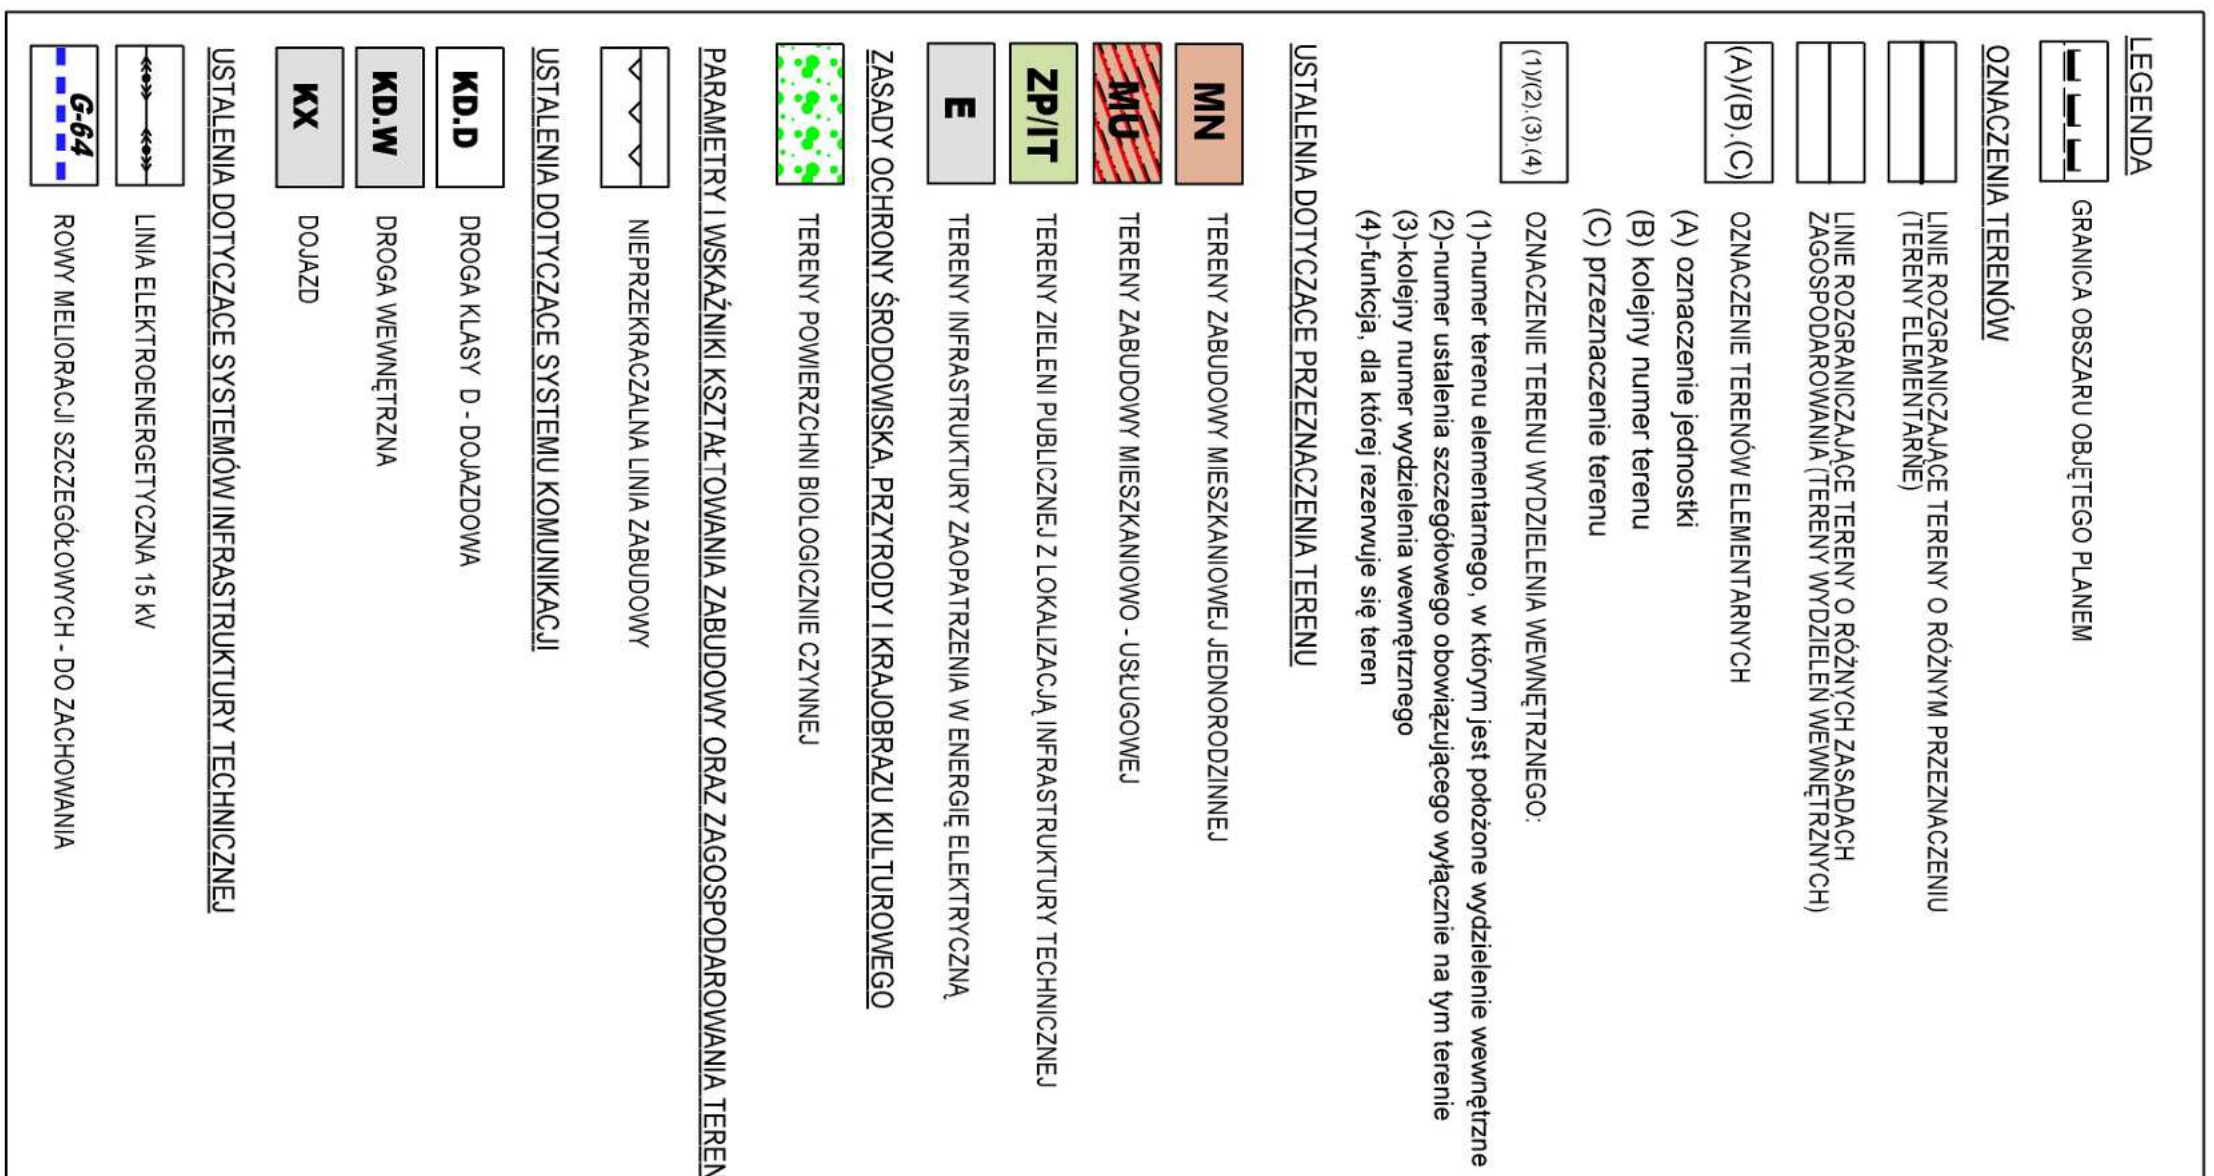 LEGENDA
GRANICA OBSZARU OBJĘTEGO PLANEM
OZNACZENIA TERENÓW
LINIE ROZGRANICZAJĄCE TERENY O RÓŻNYM PRZEZNACZENIU
(TERENY ELEMENTARNE)
LINIE ROZGRANICZAJĄCE TERENY O RÓŻNYCH ZASADACH
ZAGOSPODAROWANIA (TERENY WYDZIELEŃ WEWNĘTRZNYCH)
(A)/(B).(C) OZNACZENIE TERENÓW ELEMENTARNYCH
(A) oznaczenie jednostki
(B) kolejny numer terenu
(C) przeznaczenie terenu
(1)/(2).(3).(4) OZNACZENIE TERENU WYDZIELENIA WEWNĘTRZNEGO:
(1)-numer terenu elementarnego, w którym jest położone wydzielenie wewnętrzne
(2)-numer ustalenia szczegółowego obowiązującego wyłącznie na tym terenie
(3)-kolejny numer wydzielenia wewnętrznego
(4)-funkcja, dla której rezerwuje się teren
USTALENIA DOTYCZĄCE PRZEZNACZENIA TERENU
MN TERENY ZABUDOWY MIESZKANIOWEJ JEDNORODZINNEJ
MU TERENY ZABUDOWY MIESZKANIOWO - USŁUGOWEJ
ZP/IT TERENY ZIELENI PUBLICZNEJ Z LOKALIZACJĄ INFRASTRUKTURY TECHNICZNEJ
E TERENY INFRASTRUKTURY ZAOPATRZENIA W ENERGIĘ ELEKTRYCZNĄ
ZASADY OCHRONY ŚRODOWISKA, PRZYRODY I KRAJOBRAZU KULTUROWEGO
TERENY POWIERZCHNI BIOLOGICZNIE CZYNNEJ
PARAMETRY I WSKAŹNIKI KSZTAŁTOWANIA ZABUDOWY ORAZ ZAGOSPODAROWANIA TEREN
NIEPRZEKRACZALNA LINIA ZABUDOWY
USTALENIA DOTYCZĄCE SYSTEMU KOMUNIKACJI
KD.D DROGA KLASY D - DOJAZDOWA
KD.W DROGA WEWNĘTRZNA
KX DOJAZD
USTALENIA DOTYCZĄCE SYSTEMÓW INFRASTRUKTURY TECHNICZNEJ
LINIA ELEKTROENERGETYCZNA 15 kV
G-64 ROWY MELIORACJI SZCZEGÓŁOWYCH - DO ZACHOWANIA